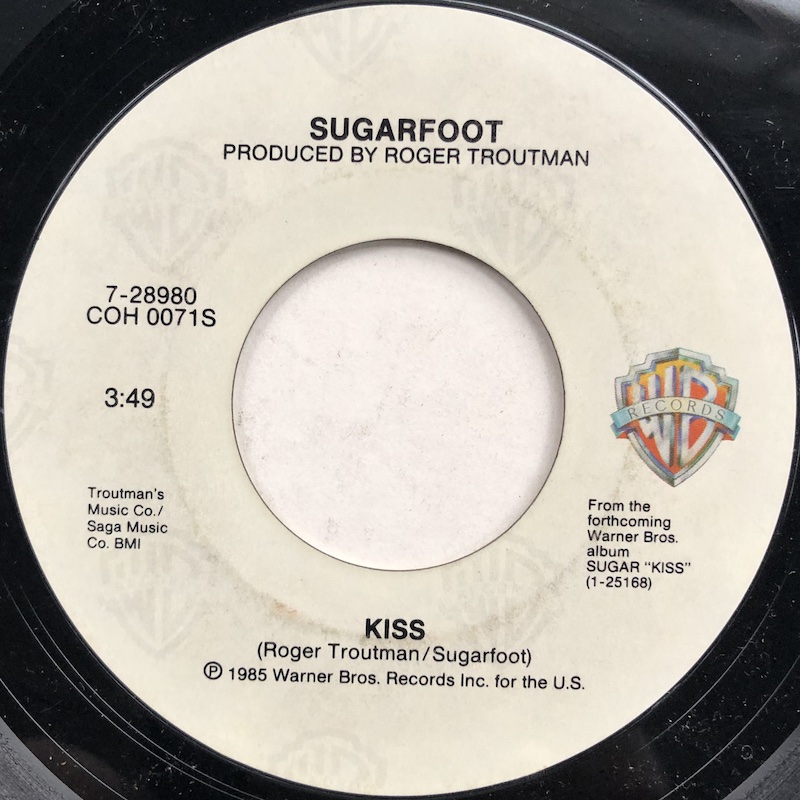 SUGARFOOT
PRODUCED BY ROGER TROUTMAN
7-28980
COH 0071S
3:49
WB
RECORDS
Troutman's
Music Co./
Saga Music
Co. BMI
From the
forthcoming
Warner Bros.
album
SUGAR "KISS"
(1-25168)
KISS
(Roger Troutman/Sugarfoot)
Ⓟ 1985 Warner Bros. Records Inc. for the U.S.